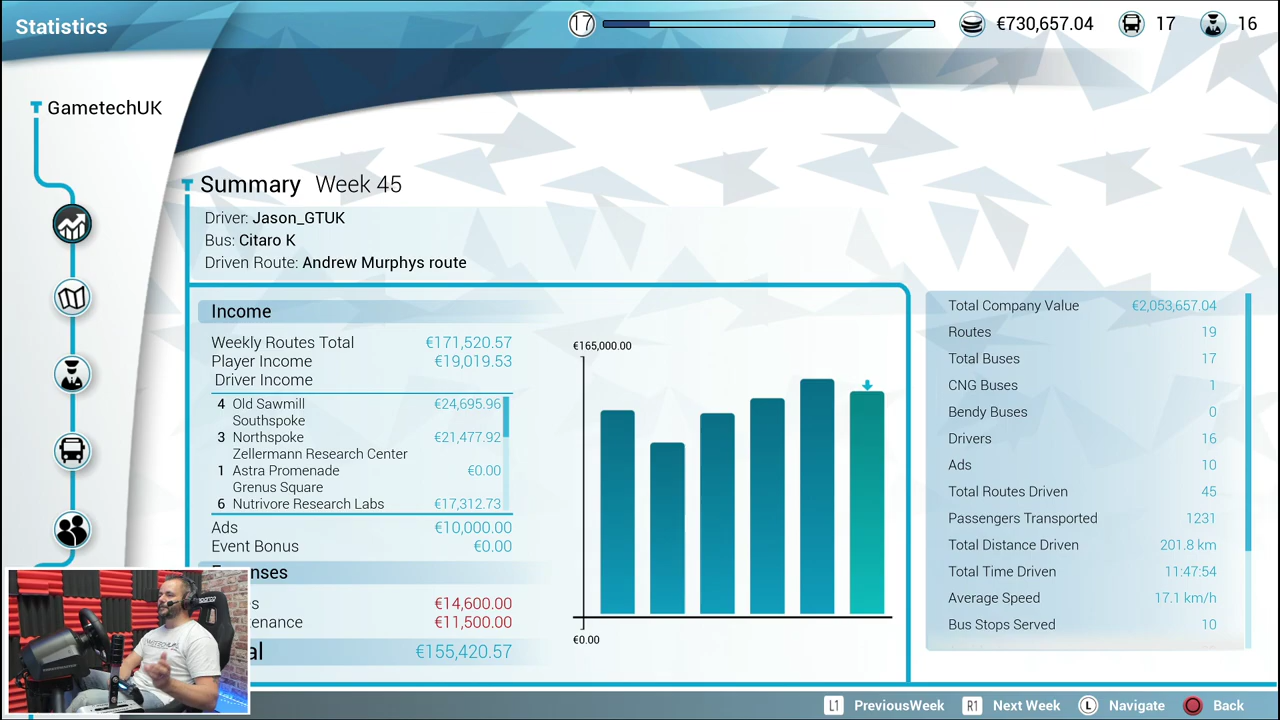 Statistics
17
€730,657.04
17
16
GametechUK
Summary Week 45
Driver: Jason_GTUK
Bus: Citaro K
Driven Route: Andrew Murphys route
Income
Weekly Routes Total €171,520.57
Player Income €19,019.53
Driver Income
4 Old Sawmill €24,695.96
Southspoke
3 Northspoke €21,477.92
Zellermann Research Center
1 Astra Promenade €0.00
Grenus Square
6 Nutrivore Research Labs €17,312.73
Ads €10,000.00
Event Bonus €0.00
nses
s €14,600.00
enance €11,500.00
al €155,420.57
€165,000.00
€0.00
Total Company Value €2,053,657.04
Routes 19
Total Buses 17
CNG Buses 1
Bendy Buses 0
Drivers 16
Ads 10
Total Routes Driven 45
Passengers Transported 1231
Total Distance Driven 201.8 km
Total Time Driven 11:47:54
Average Speed 17.1 km/h
Bus Stops Served 10
L1 PreviousWeek R1 Next Week L Navigate Back